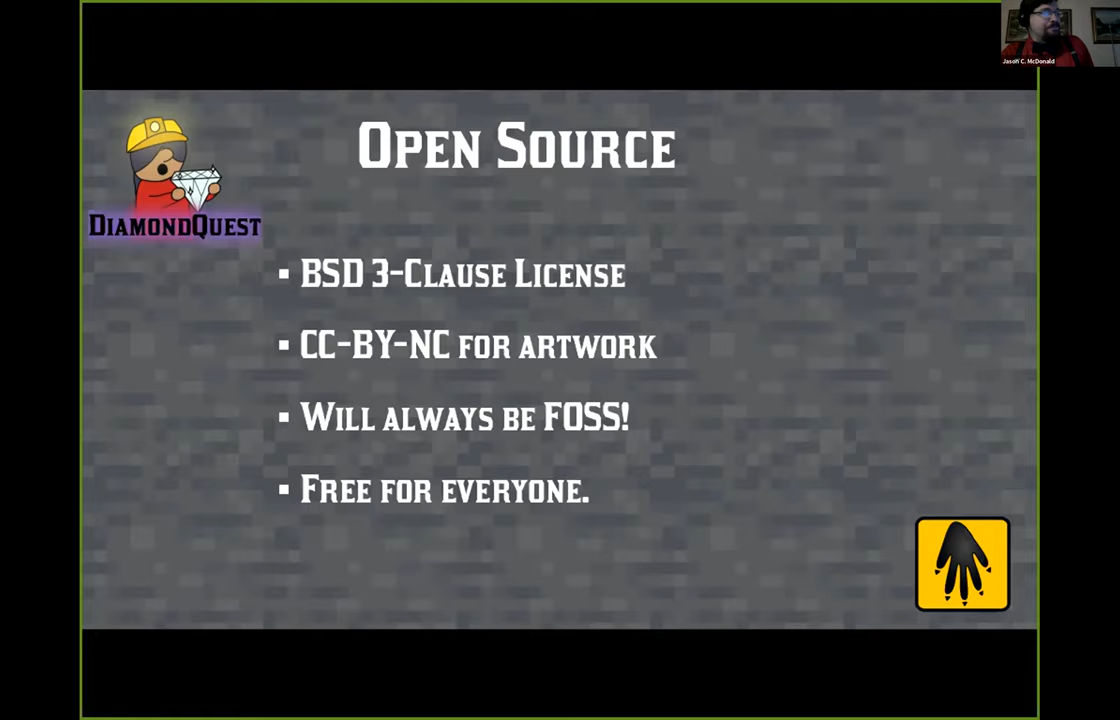 Jason C. McDonald
DiamondQuest
Open Source
▪ BSD 3-Clause License
▪ CC-BY-NC for artwork
▪ Will always be FOSS!
▪ Free for everyone.